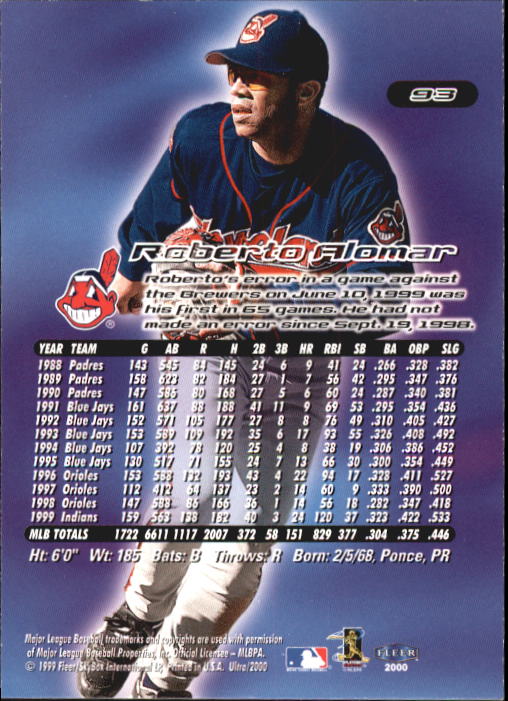 93
Roberto Alomar
Roberto's error in a game against
the Brewers on June 10, 1999 was
his first in 65 games. He had not
made an error since Sept. 19, 1998.
YEAR TEAM G AB R H 2B 3B HR RBI SB BA OBP SLG
1988 Padres 143 545 84 145 24 6 9 41 24 .266 .328 .382
1989 Padres 158 623 82 184 27 1 7 56 42 .295 .347 .376
1990 Padres 147 586 80 168 27 5 6 60 24 .287 .340 .381
1991 Blue Jays 161 637 88 188 41 11 9 69 53 .295 .354 .436
1992 Blue Jays 152 571 105 177 27 8 8 76 49 .310 .405 .427
1993 Blue Jays 153 589 109 192 35 6 17 93 55 .326 .408 .492
1994 Blue Jays 107 392 78 120 25 4 8 38 19 .306 .386 .452
1995 Blue Jays 130 517 71 155 24 7 13 66 30 .300 .354 .449
1996 Orioles 153 588 132 193 43 4 22 94 17 .328 .411 .527
1997 Orioles 112 412 64 137 23 2 14 60 9 .333 .390 .500
1998 Orioles 147 588 86 166 36 1 14 56 18 .282 .347 .418
1999 Indians 159 563 138 182 40 3 24 120 37 .323 .422 .533
MLB TOTALS 1722 6611 1117 2007 372 58 151 829 377 .304 .375 .446
Ht: 6'0" Wt: 185 Bats: B Throws: R Born: 2/5/68, Ponce, PR
Major League Baseball trademarks and copyrights are used with permission
of Major League Baseball Properties, Inc. Official Licensee – MLBPA.
© 1999 Fleer/SkyBox International LP, Printed in U.S.A. Ultra/2000
FLEER
2000